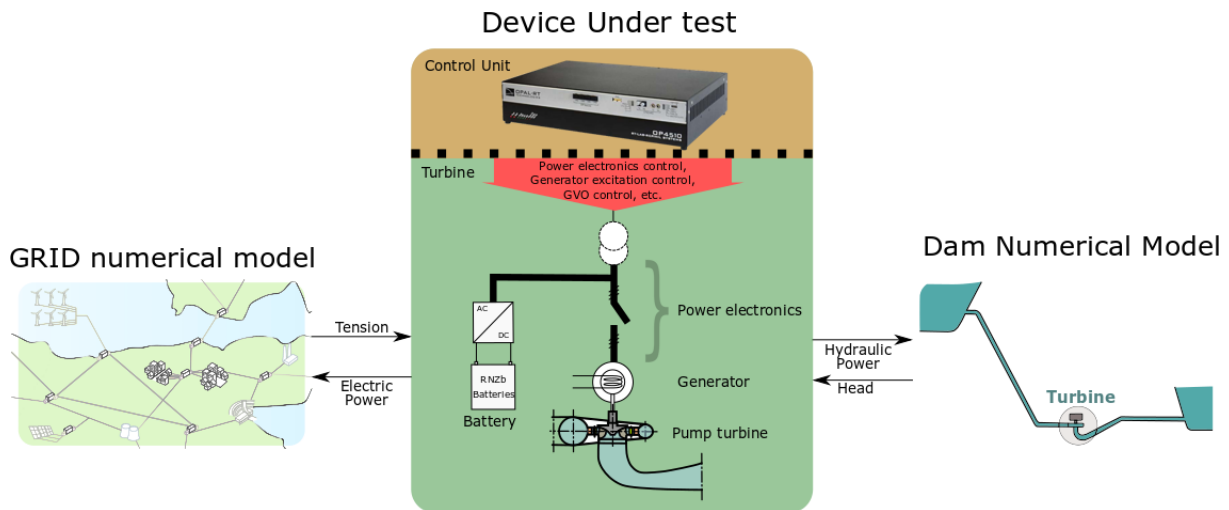 Device Under test
Control Unit
OPAL-RT
OP4510
Turbine
Power electronics control,
Generator excitation control,
GVO control, etc.
GRID numerical model
Dam Numerical Model
AC
DC
Power electronics
Tension
Electric
Power
Hydraulic
Power
Head
RNZb
Batteries
Battery
Generator
Pump turbine
Turbine